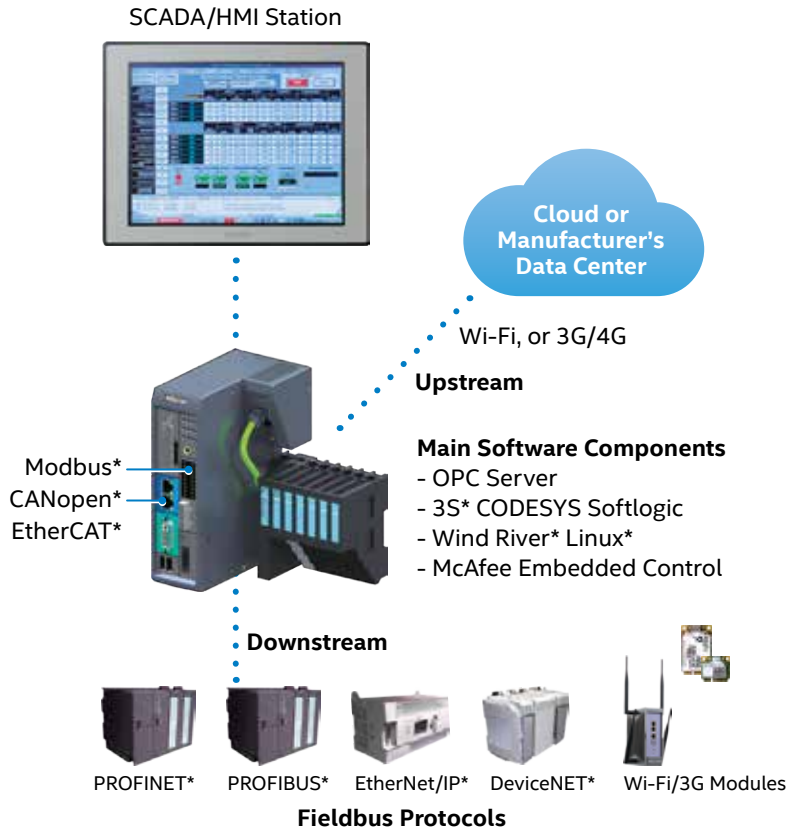 SCADA/HMI Station
Cloud or
Manufacturer's
Data Center
Wi-Fi, or 3G/4G
Upstream
Modbus*
CANopen*
EtherCAT*
Main Software Components
- OPC Server
- 3S* CODESYS Softlogic
- Wind River* Linux*
- McAfee Embedded Control
Downstream
PROFINET*
PROFIBUS*
EtherNet/IP*
DeviceNET*
Wi-Fi/3G Modules
Fieldbus Protocols